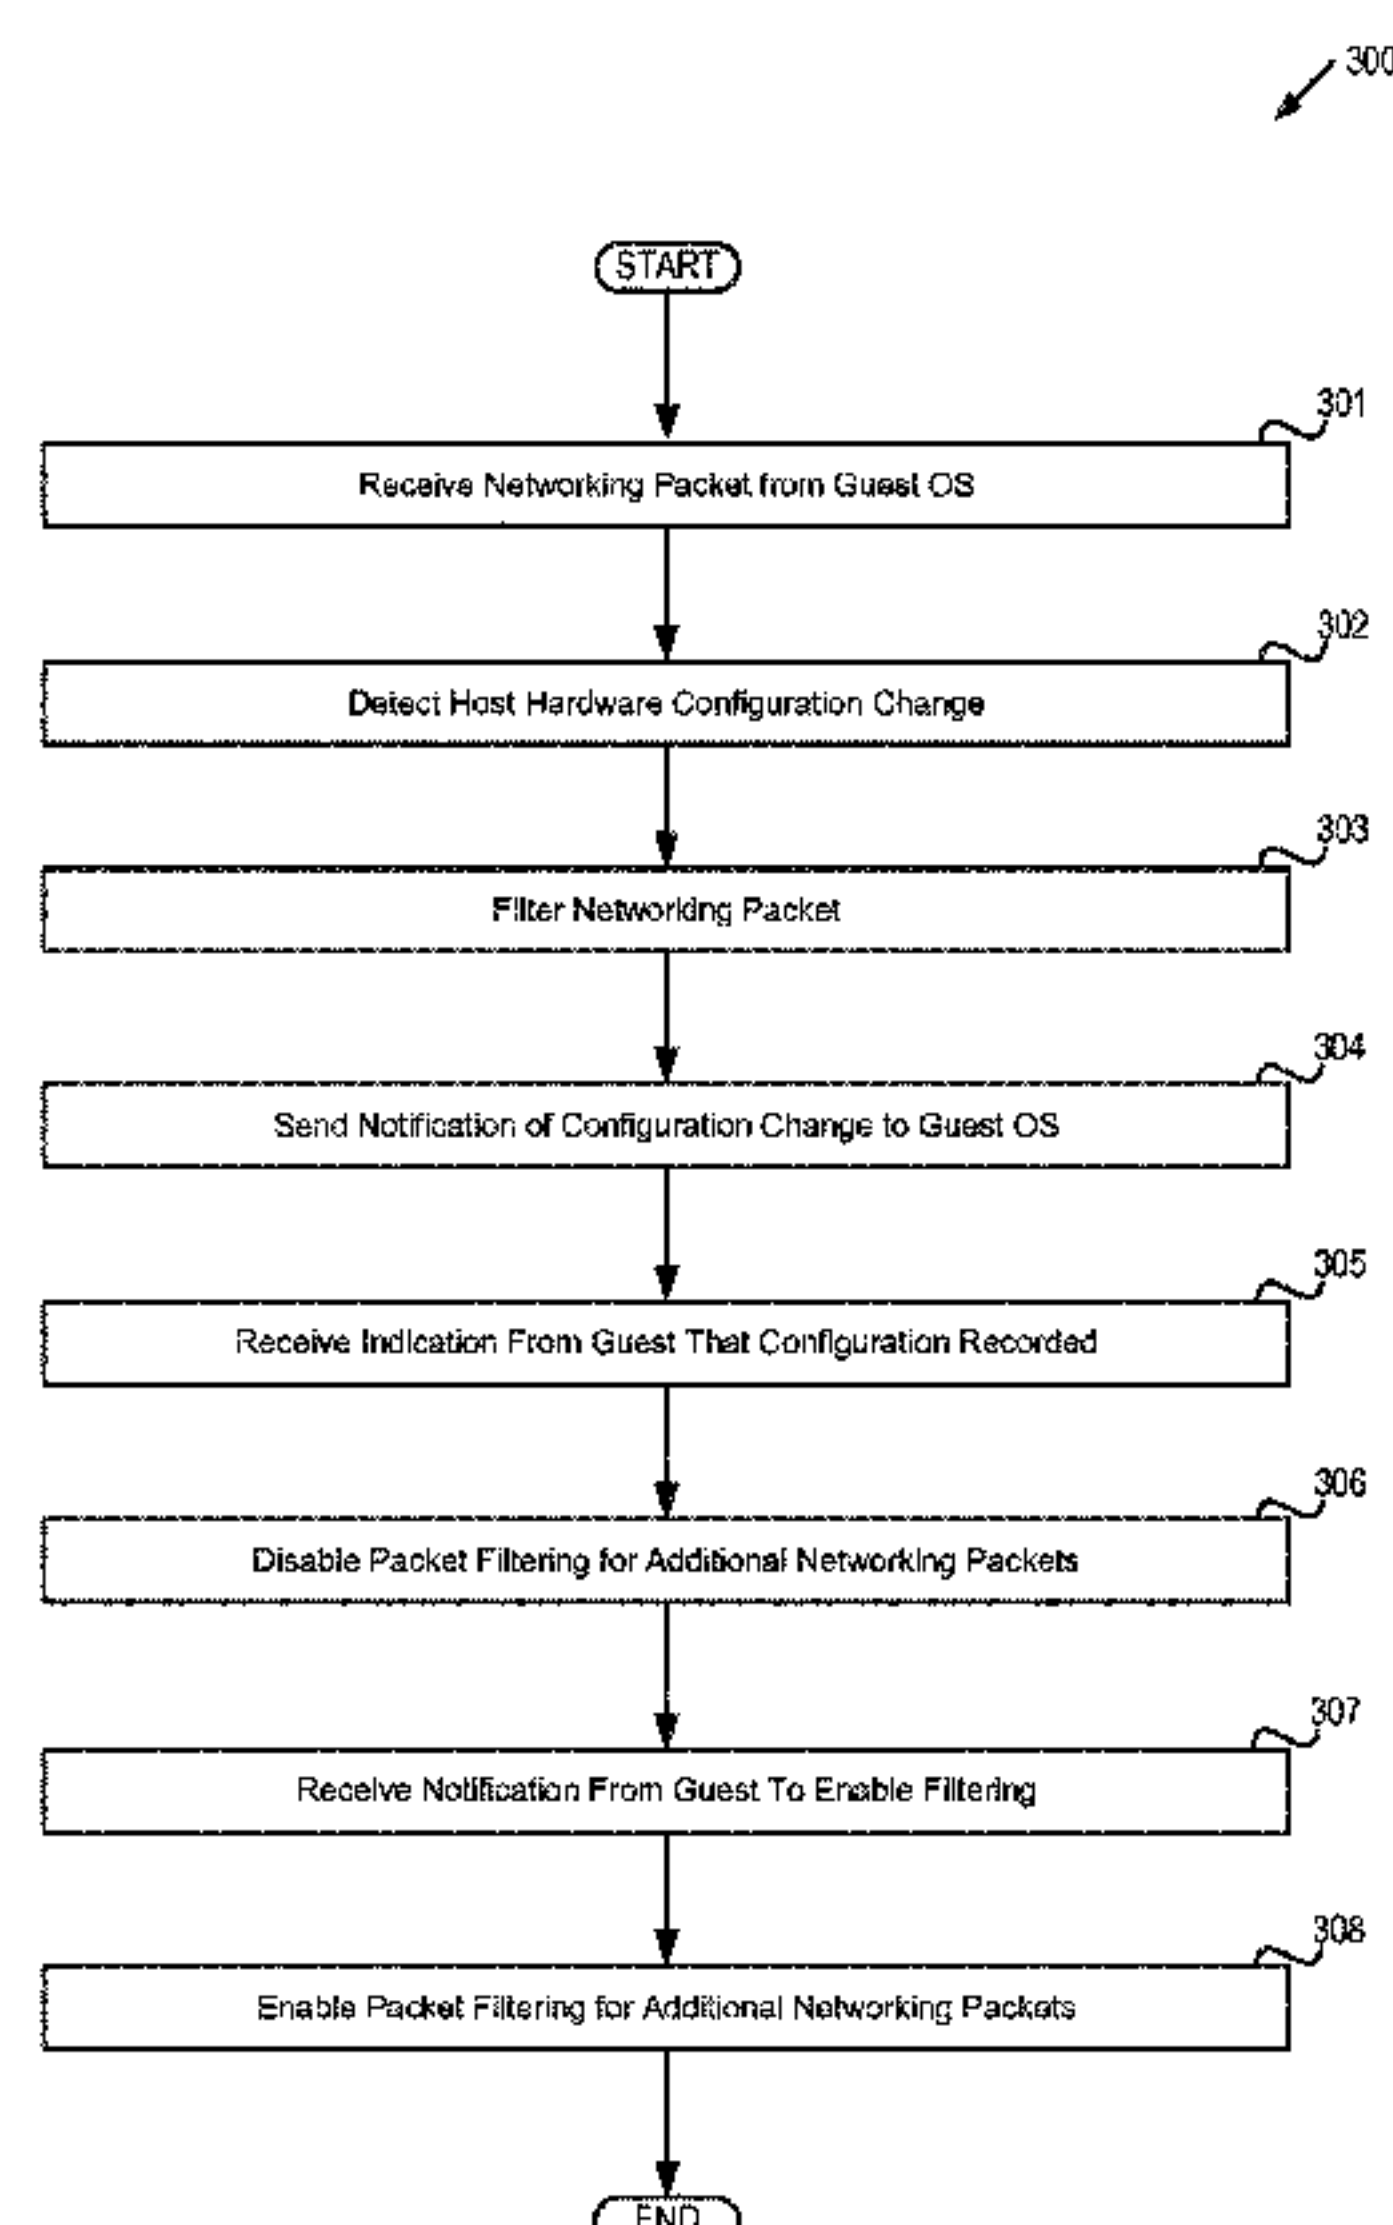 300
START
301
Receive Networking Packet from Guest OS
302
Detect Host Hardware Configuration Change
303
Filter Networking Packet
304
Send Notification of Configuration Change to Guest OS
305
Receive Indication From Guest That Configuration Recorded
306
Disable Packet Filtering for Additional Networking Packets
307
Receive Notification From Guest To Enable Filtering
308
Enable Packet Filtering for Additional Networking Packets
END